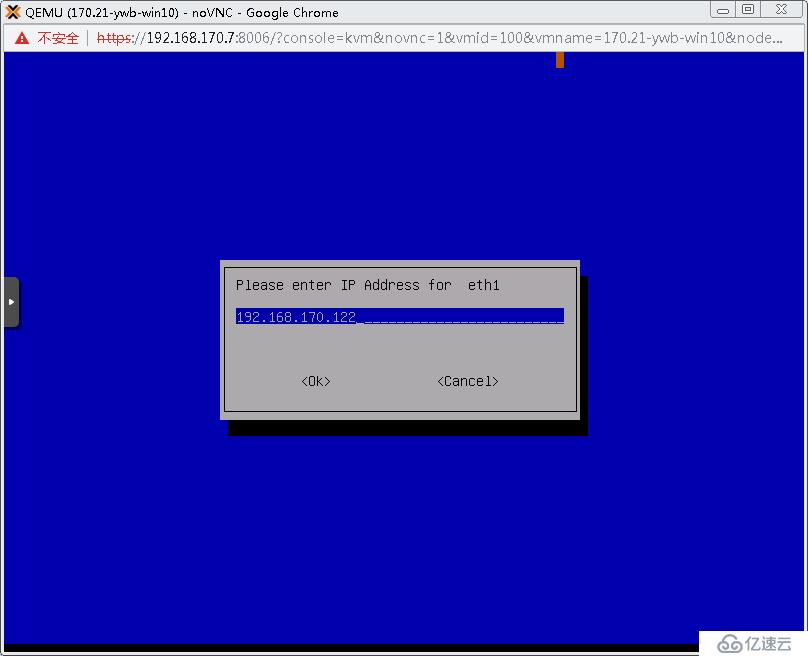 QEMU (170.21-ywb-win10) - noVNC - Google Chrome
不安全 | https://192.168.170.7:8006/?console=kvm&novnc=1&vmid=100&vmname=170.21-ywb-win10&node...
Please enter IP Address for  eth1
192.168.170.122_________________________
<Ok> <Cancel>
亿速云